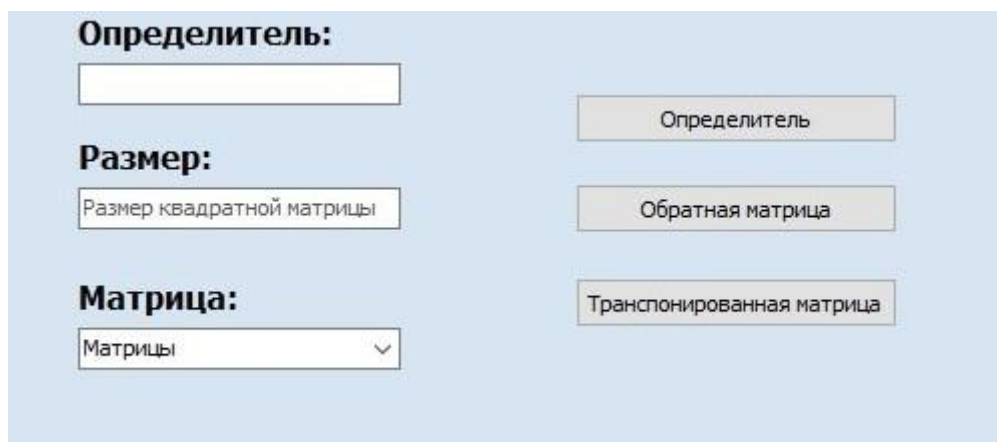 Определитель:
Размер:
Размер квадратной матрицы
Матрица:
Матрицы
Определитель
Обратная матрица
Транспонированная матрица